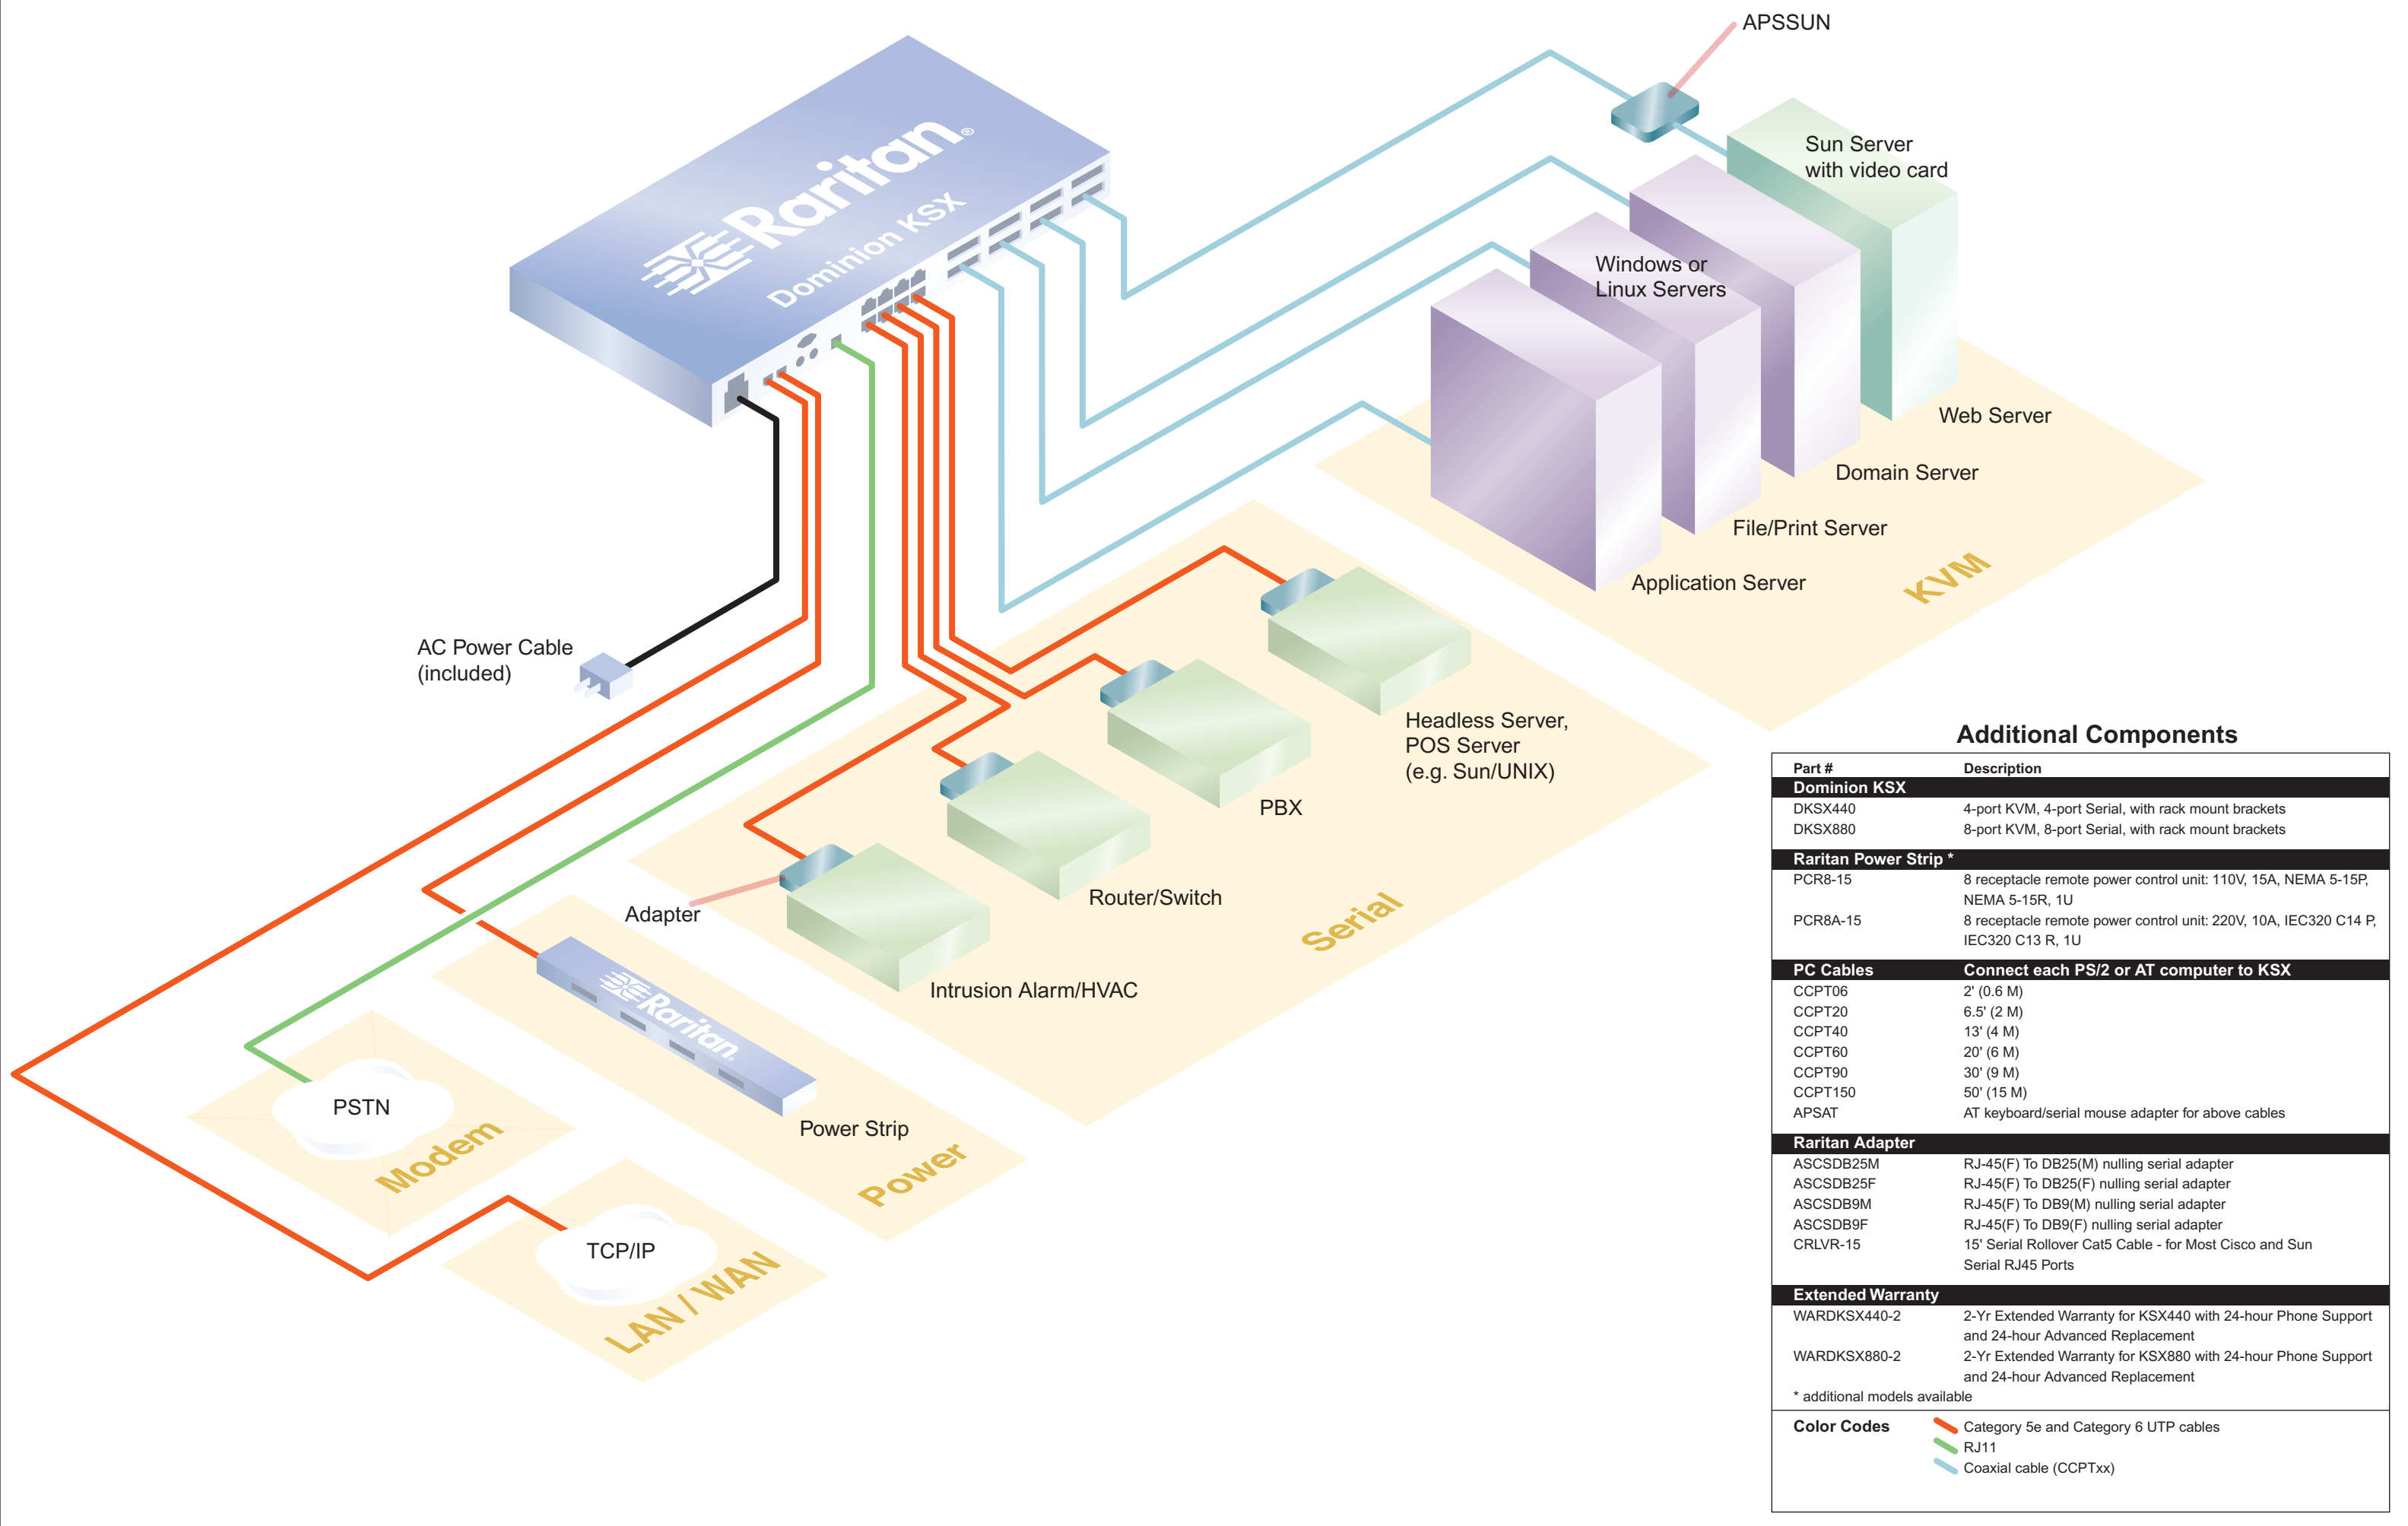 APSSUN
Raritan®
Dominion KSX
Sun Server
with video card
Windows or
Linux Servers
Web Server
Domain Server
File/Print Server
Application Server
KVM
AC Power Cable
(included)
Headless Server,
POS Server
(e.g. Sun/UNIX)
PBX
Router/Switch
Adapter
Intrusion Alarm/HVAC
Serial
Raritan
Power Strip
Power
PSTN
Modem
TCP/IP
LAN / WAN
Additional Components
Part # Description
Dominion KSX
DKSX440 4-port KVM, 4-port Serial, with rack mount brackets
DKSX880 8-port KVM, 8-port Serial, with rack mount brackets
Raritan Power Strip *
PCR8-15 8 receptacle remote power control unit: 110V, 15A, NEMA 5-15P,
NEMA 5-15R, 1U
PCR8A-15 8 receptacle remote power control unit: 220V, 10A, IEC320 C14 P,
IEC320 C13 R, 1U
PC Cables Connect each PS/2 or AT computer to KSX
CCPT06 2' (0.6 M)
CCPT20 6.5' (2 M)
CCPT40 13' (4 M)
CCPT60 20' (6 M)
CCPT90 30' (9 M)
CCPT150 50' (15 M)
APSAT AT keyboard/serial mouse adapter for above cables
Raritan Adapter
ASCSDB25M RJ-45(F) To DB25(M) nulling serial adapter
ASCSDB25F RJ-45(F) To DB25(F) nulling serial adapter
ASCSDB9M RJ-45(F) To DB9(M) nulling serial adapter
ASCSDB9F RJ-45(F) To DB9(F) nulling serial adapter
CRLVR-15 15' Serial Rollover Cat5 Cable - for Most Cisco and Sun
Serial RJ45 Ports
Extended Warranty
WARDKSX440-2 2-Yr Extended Warranty for KSX440 with 24-hour Phone Support
and 24-hour Advanced Replacement
WARDKSX880-2 2-Yr Extended Warranty for KSX880 with 24-hour Phone Support
and 24-hour Advanced Replacement
* additional models available
Color Codes Category 5e and Category 6 UTP cables
RJ11
Coaxial cable (CCPTxx)